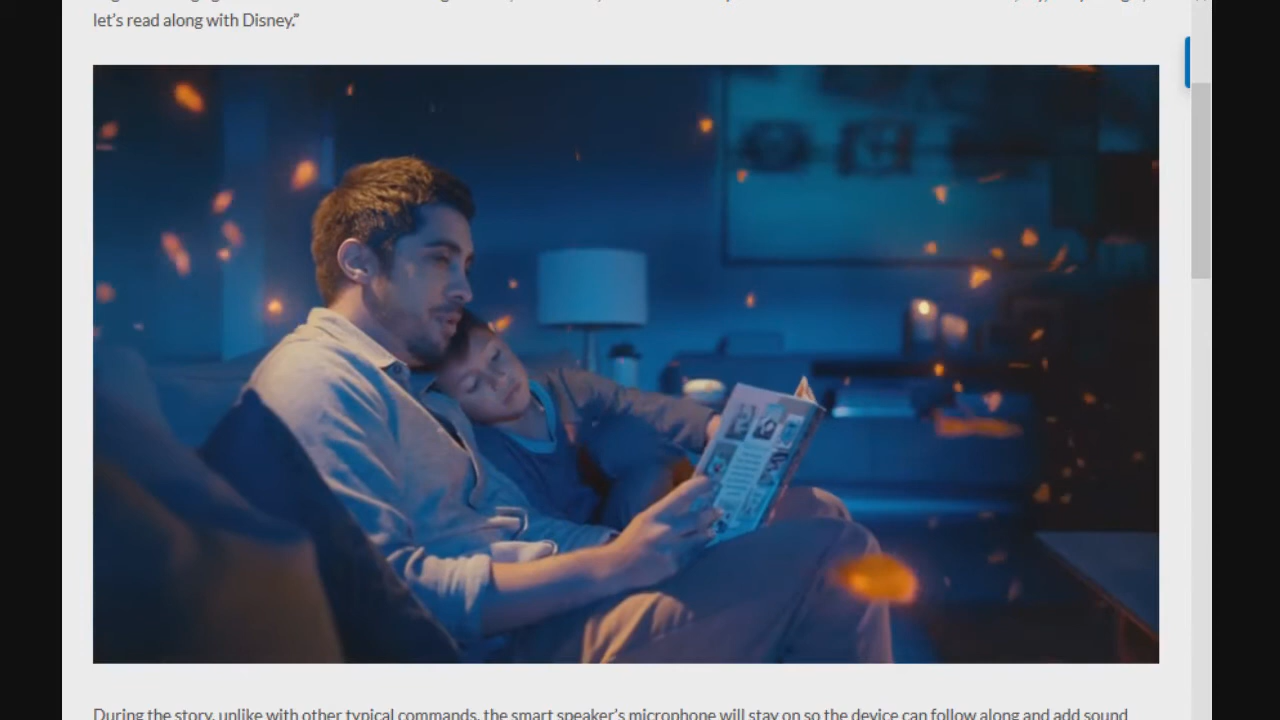 let's read along with Disney.”
During the story, unlike with other typical commands, the smart speaker's microphone will stay on so the device can follow along and add sound